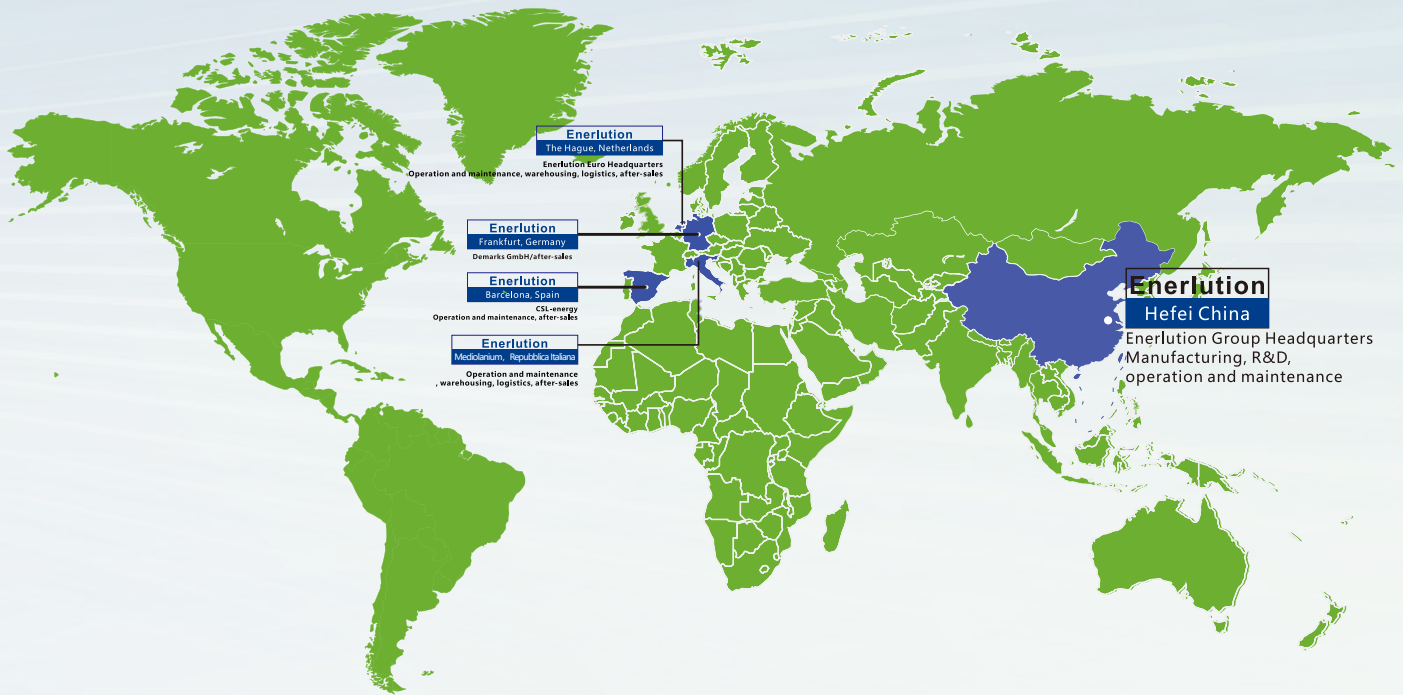 Enerlution
The Hague, Netherlands
Enerlution Euro Headquarters
Operation and maintenance, warehousing, logistics, after-sales
Enerlution
Frankfurt, Germany
Demarks GmbH/after-sales
Enerlution
Barcelona, Spain
CSL-energy
Operation and maintenance, after-sales
Enerlution
Mediolanium, Repubblica Italiana
Operation and maintenance
, warehousing, logistics, after-sales
Enerlution
Hefei China
Enerlution Group Headquarters
Manufacturing, R&D,
operation and maintenance